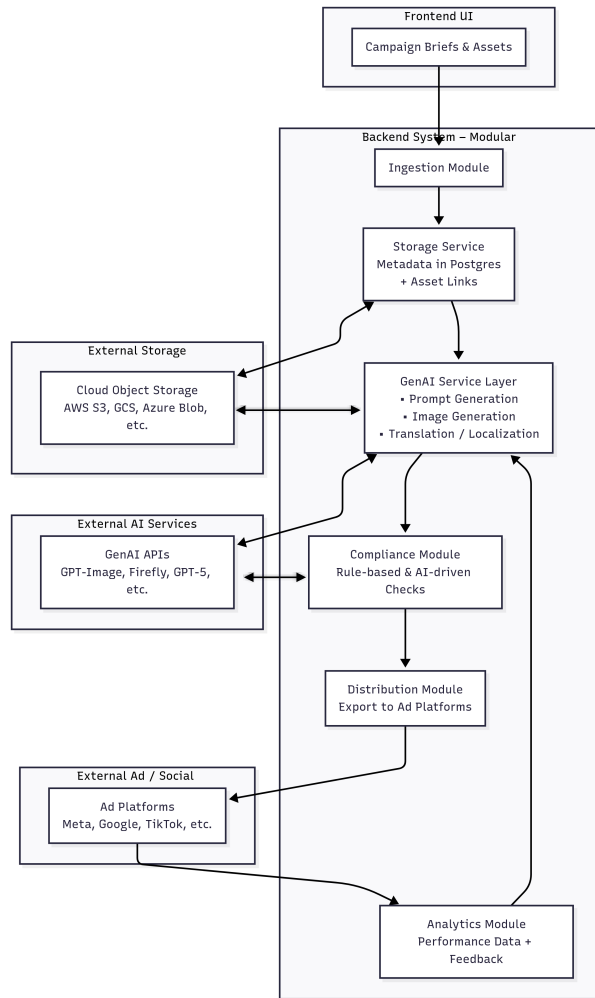 Frontend UI
Campaign Briefs & Assets
Backend System – Modular
Ingestion Module
Storage Service
Metadata in Postgres
+ Asset Links
External Storage
Cloud Object Storage
AWS S3, GCS, Azure Blob,
etc.
GenAI Service Layer
▪ Prompt Generation
▪ Image Generation
▪ Translation / Localization
External AI Services
GenAI APIs
GPT-Image, Firefly, GPT-5,
etc.
Compliance Module
Rule-based & AI-driven
Checks
Distribution Module
Export to Ad Platforms
External Ad / Social
Ad Platforms
Meta, Google, TikTok, etc.
Analytics Module
Performance Data +
Feedback